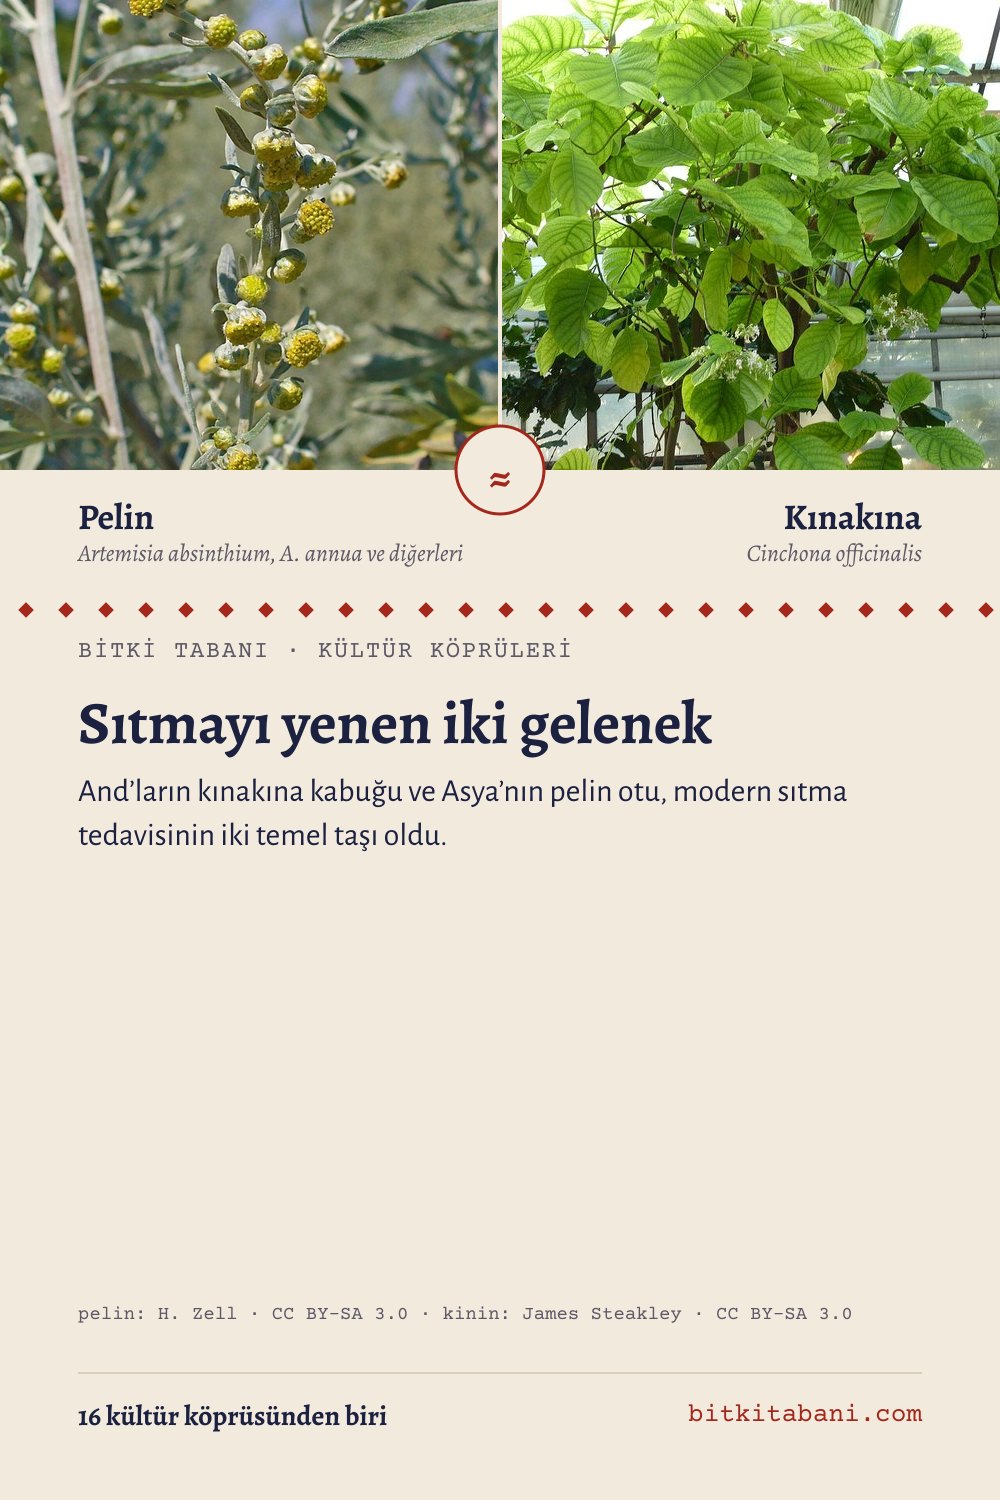 ≈
Pelin
Artemisia absinthium, A. annua ve diğerleri
Kınakına
Cinchona officinalis
BİTKİ TABANI · KÜLTÜR KÖPRÜLERİ
Sıtmayı yenen iki gelenek
And’ların kınakına kabuğu ve Asya’nın pelin otu, modern sıtma
tedavisinin iki temel taşı oldu.
pelin: H. Zell · CC BY-SA 3.0 · kinin: James Steakley · CC BY-SA 3.0
16 kültür köprüsünden biri
bitkitabani.com